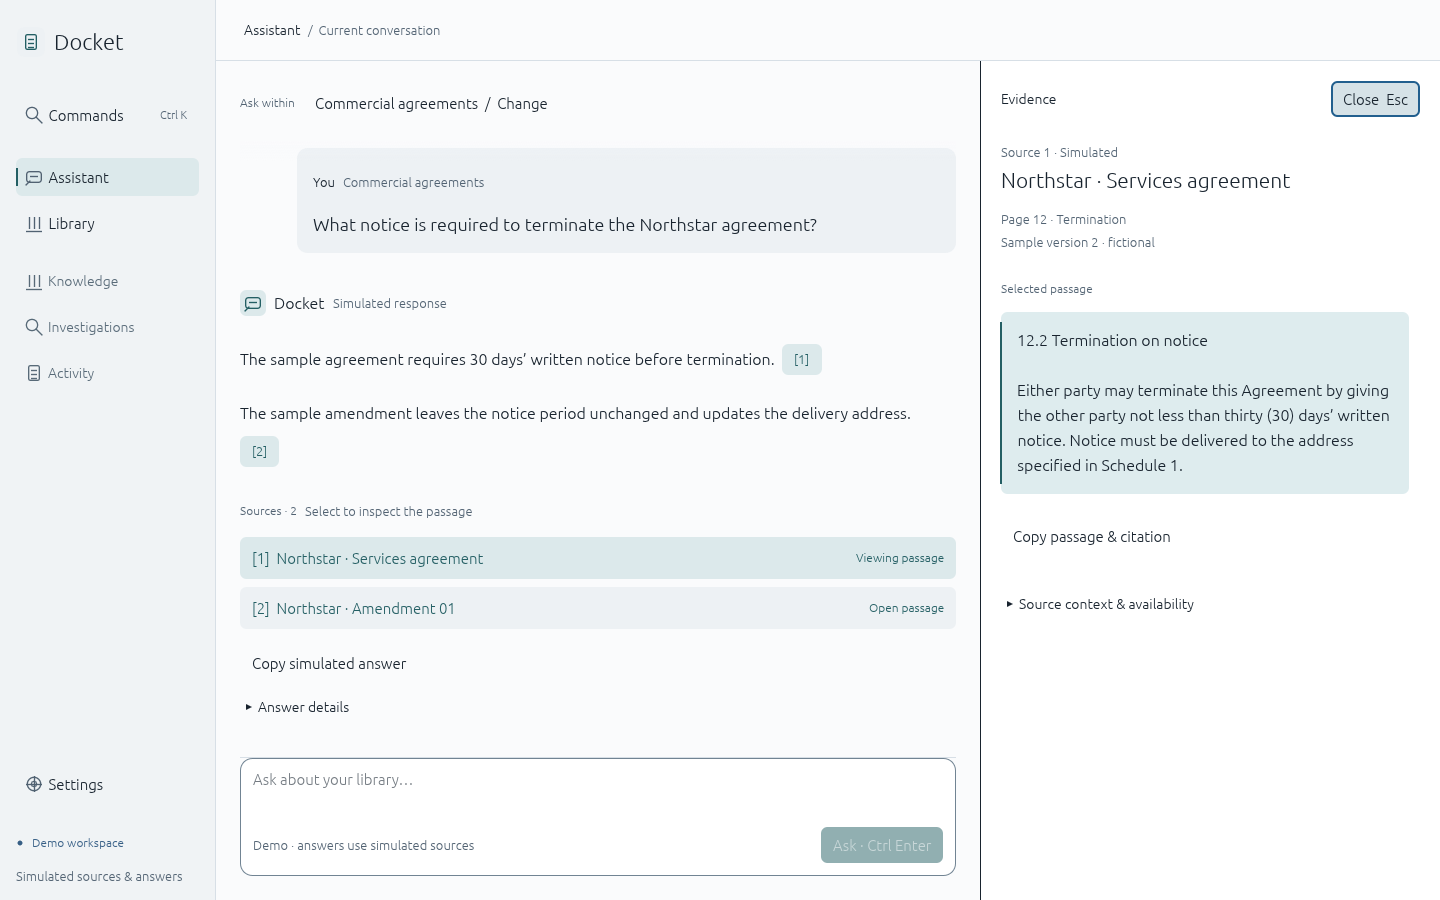 Docket
Commands Ctrl K
Assistant
Library
Knowledge
Investigations
Activity
Settings
Demo workspace
Simulated sources & answers
Assistant / Current conversation
Ask within Commercial agreements / Change
You Commercial agreements
What notice is required to terminate the Northstar agreement?
Docket Simulated response
The sample agreement requires 30 days’ written notice before termination. [1]
The sample amendment leaves the notice period unchanged and updates the delivery address.
[2]
Sources · 2 Select to inspect the passage
[1] Northstar · Services agreement Viewing passage
[2] Northstar · Amendment 01 Open passage
Copy simulated answer
Answer details
Ask about your library…
Demo · answers use simulated sources Ask · Ctrl Enter
Evidence Close Esc
Source 1 · Simulated
Northstar · Services agreement
Page 12 · Termination
Sample version 2 · fictional
Selected passage
12.2 Termination on notice
Either party may terminate this Agreement by giving
the other party not less than thirty (30) days’ written
notice. Notice must be delivered to the address
specified in Schedule 1.
Copy passage & citation
Source context & availability